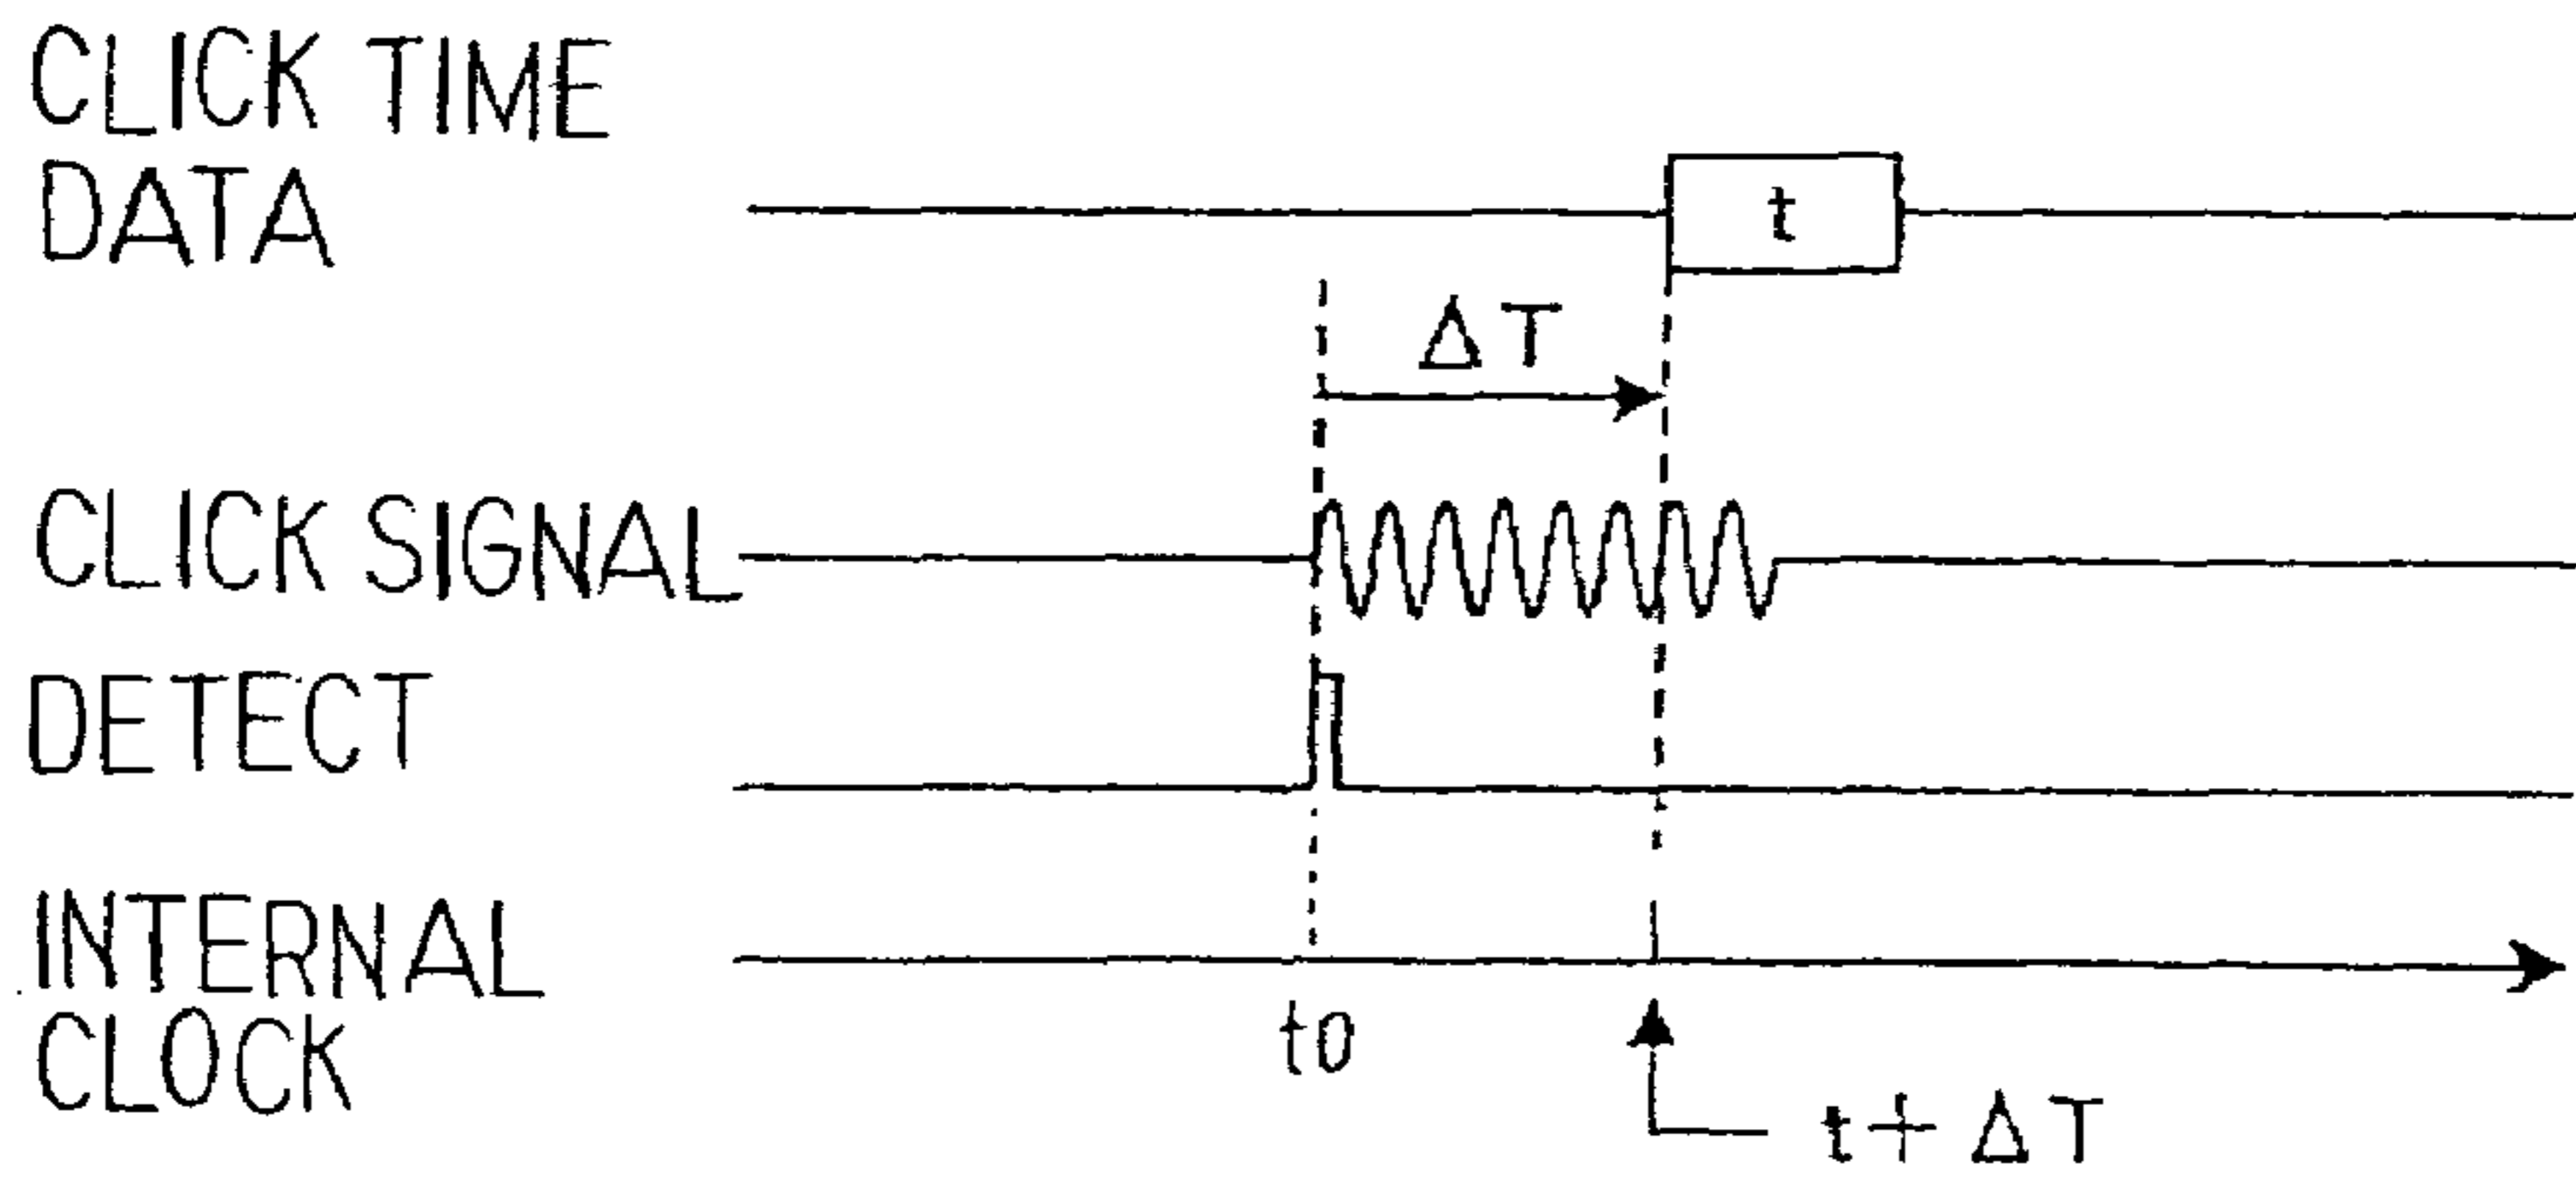 CLICK TIME
DATA
t
ΔT
CLICK SIGNAL
DETECT
INTERNAL
CLOCK
t0
t+ΔT